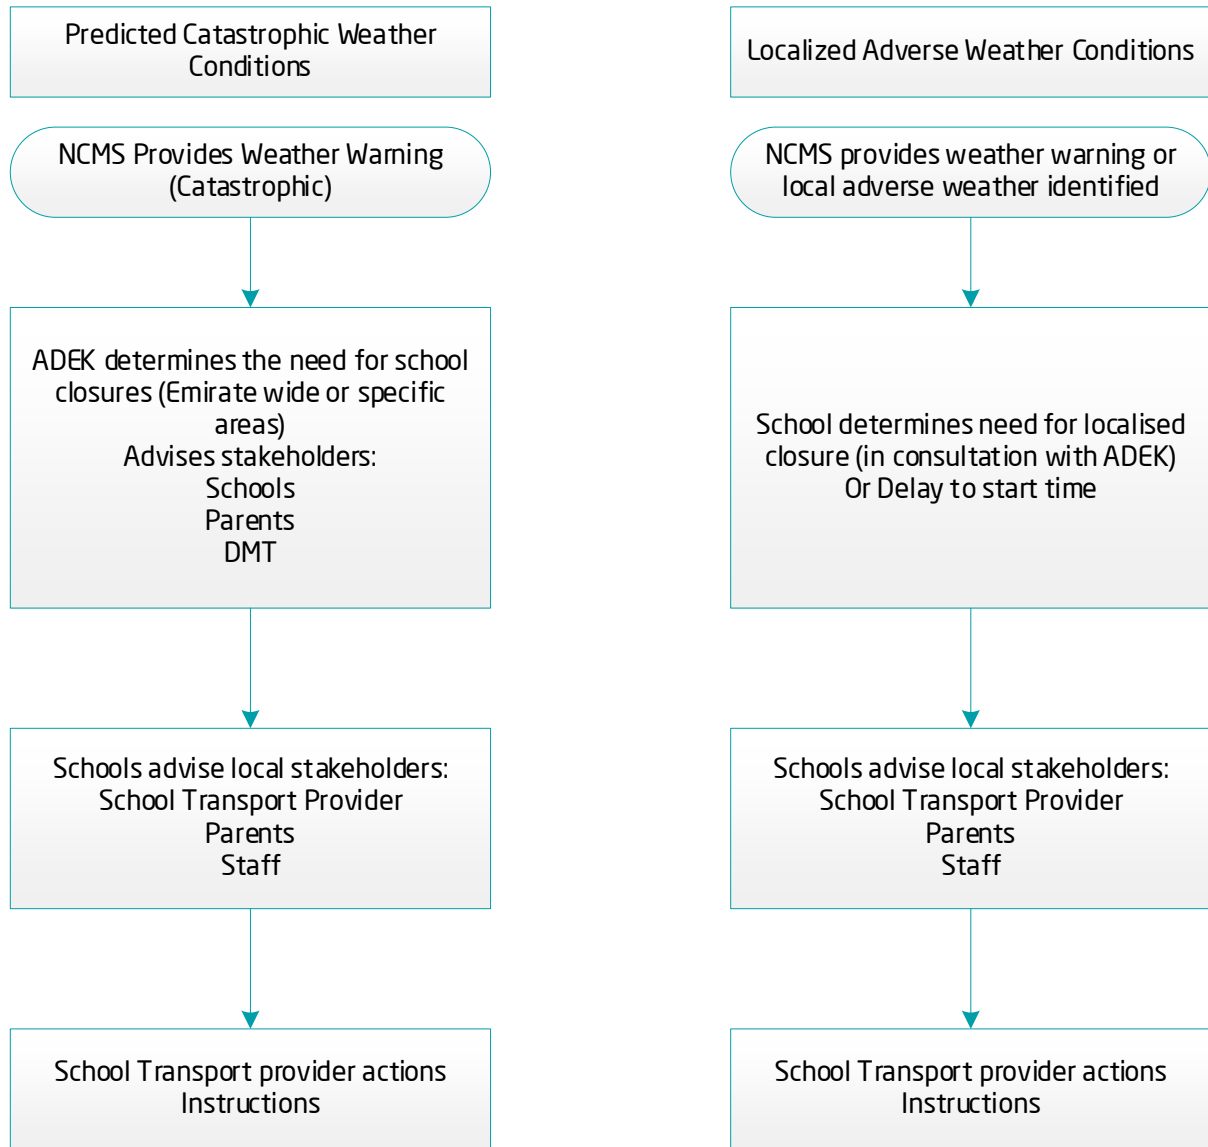 Predicted Catastrophic Weather
Conditions
NCMS Provides Weather Warning
(Catastrophic)
ADEK determines the need for school
closures (Emirate wide or specific
areas)
Advises stakeholders:
Schools
Parents
DMT
Schools advise local stakeholders:
School Transport Provider
Parents
Staff
School Transport provider actions
Instructions
Localized Adverse Weather Conditions
NCMS provides weather warning or
local adverse weather identified
School determines need for localised
closure (in consultation with ADEK)
Or Delay to start time
Schools advise local stakeholders:
School Transport Provider
Parents
Staff
School Transport provider actions
Instructions